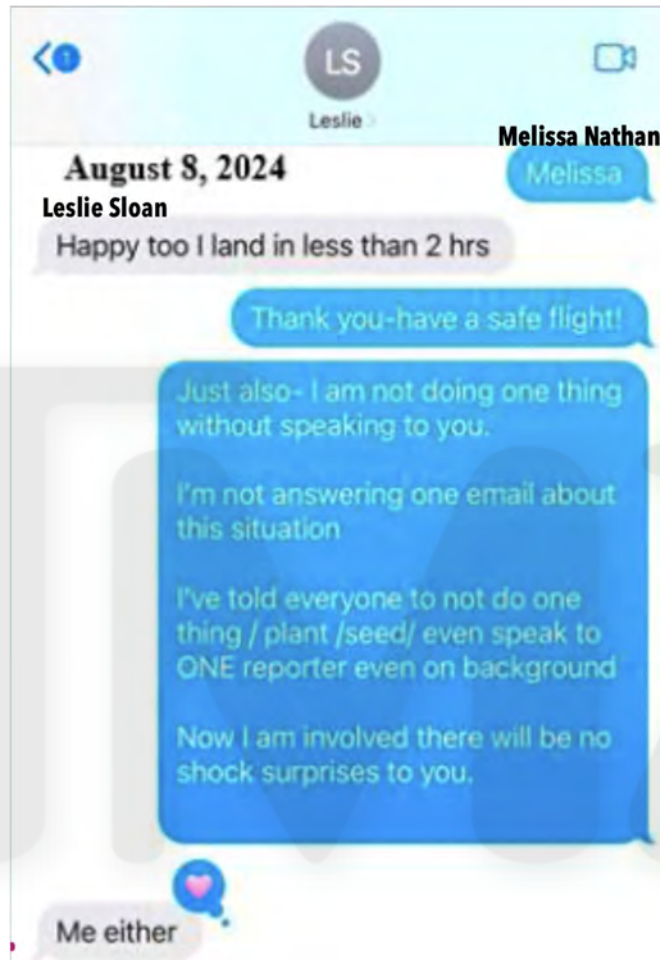 1
LS
Leslie
Melissa Nathan
August 8, 2024
Melissa
Leslie Sloan
Happy too I land in less than 2 hrs
Thank you-have a safe flight!
Just also- I am not doing one thing
without speaking to you.
I'm not answering one email about
this situation
I've told everyone to not do one
thing / plant /seed/ even speak to
ONE reporter even on background
Now I am involved there will be no
shock surprises to you.
Me either